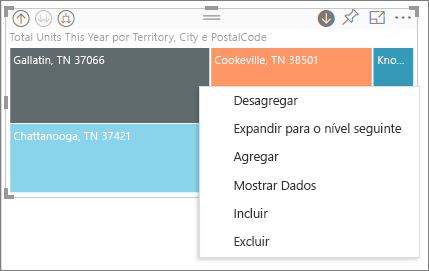 Total Units This Year por Territory, City e PostalCode
Gallatin, TN 37066
Cookeville, TN 38501
Kno...
Chattanooga, TN 37421
Desagregar
Expandir para o nível seguinte
Agregar
Mostrar Dados
Incluir
Excluir